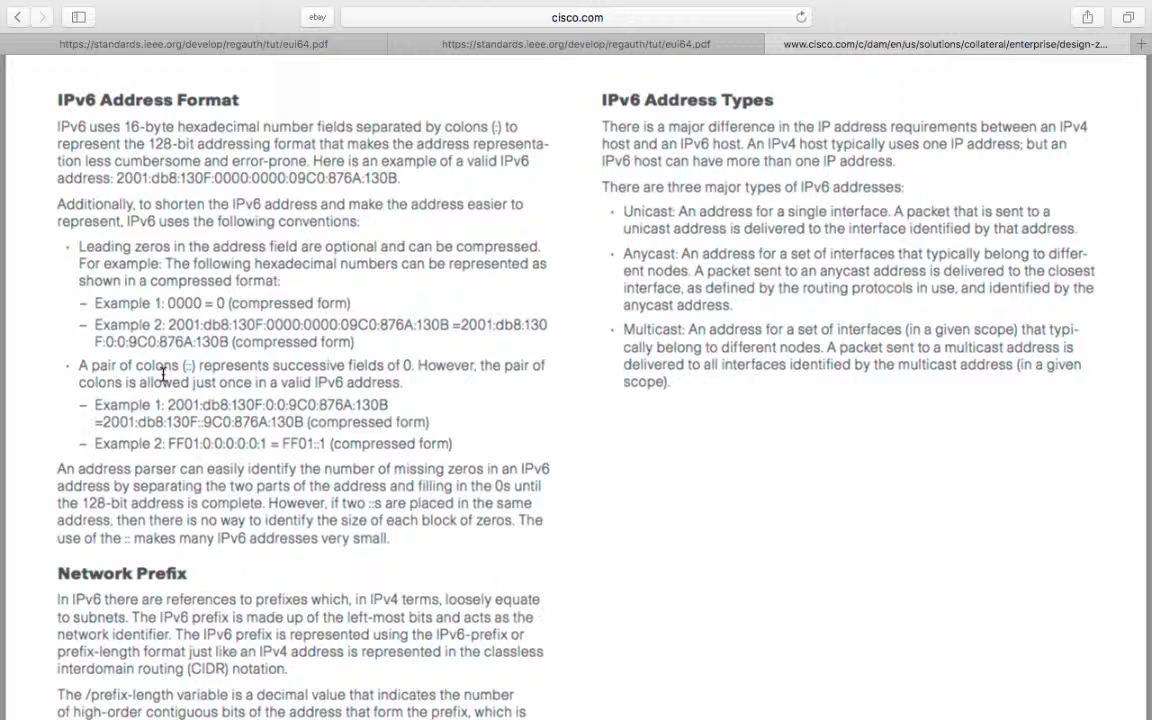 ebay
cisco.com
https://standards.ieee.org/develop/regauth/tut/eui64.pdf
https://standards.ieee.org/develop/regauth/tut/eui64.pdf
www.cisco.com/c/dam/en/us/solutions/collateral/enterprise/design-z...
IPv6 Address Format
IPv6 uses 16-byte hexadecimal number fields separated by colons (:) to
represent the 128-bit addressing format that makes the address representa-
tion less cumbersome and error-prone. Here is an example of a valid IPv6
address: 2001:db8:130F:0000:0000:09C0:876A:130B.
Additionally, to shorten the IPv6 address and make the address easier to
represent, IPv6 uses the following conventions:
· Leading zeros in the address field are optional and can be compressed.
For example: The following hexadecimal numbers can be represented as
shown in a compressed format:
– Example 1: 0000 = 0 (compressed form)
– Example 2: 2001:db8:130F:0000:0000:09C0:876A:130B =2001:db8:130
F:0:0:9C0:876A:130B (compressed form)
· A pair of colons (::) represents successive fields of 0. However, the pair of
colons is allowed just once in a valid IPv6 address.
– Example 1: 2001:db8:130F:0:0:9C0:876A:130B
=2001:db8:130F::9C0:876A:130B (compressed form)
– Example 2: FF01:0:0:0:0:0:1 = FF01::1 (compressed form)
An address parser can easily identify the number of missing zeros in an IPv6
address by separating the two parts of the address and filling in the 0s until
the 128-bit address is complete. However, if two ::s are placed in the same
address, then there is no way to identify the size of each block of zeros. The
use of the :: makes many IPv6 addresses very small.
Network Prefix
In IPv6 there are references to prefixes which, in IPv4 terms, loosely equate
to subnets. The IPv6 prefix is made up of the left-most bits and acts as the
network identifier. The IPv6 prefix is represented using the IPv6-prefix or
prefix-length format just like an IPv4 address is represented in the classless
interdomain routing (CIDR) notation.
The /prefix-length variable is a decimal value that indicates the number
of high-order contiguous bits of the address that form the prefix, which is
IPv6 Address Types
There is a major difference in the IP address requirements between an IPv4
host and an IPv6 host. An IPv4 host typically uses one IP address; but an
IPv6 host can have more than one IP address.
There are three major types of IPv6 addresses:
· Unicast: An address for a single interface. A packet that is sent to a
unicast address is delivered to the interface identified by that address.
· Anycast: An address for a set of interfaces that typically belong to differ-
ent nodes. A packet sent to an anycast address is delivered to the closest
interface, as defined by the routing protocols in use, and identified by the
anycast address.
· Multicast: An address for a set of interfaces (in a given scope) that typi-
cally belong to different nodes. A packet sent to a multicast address is
delivered to all interfaces identified by the multicast address (in a given
scope).